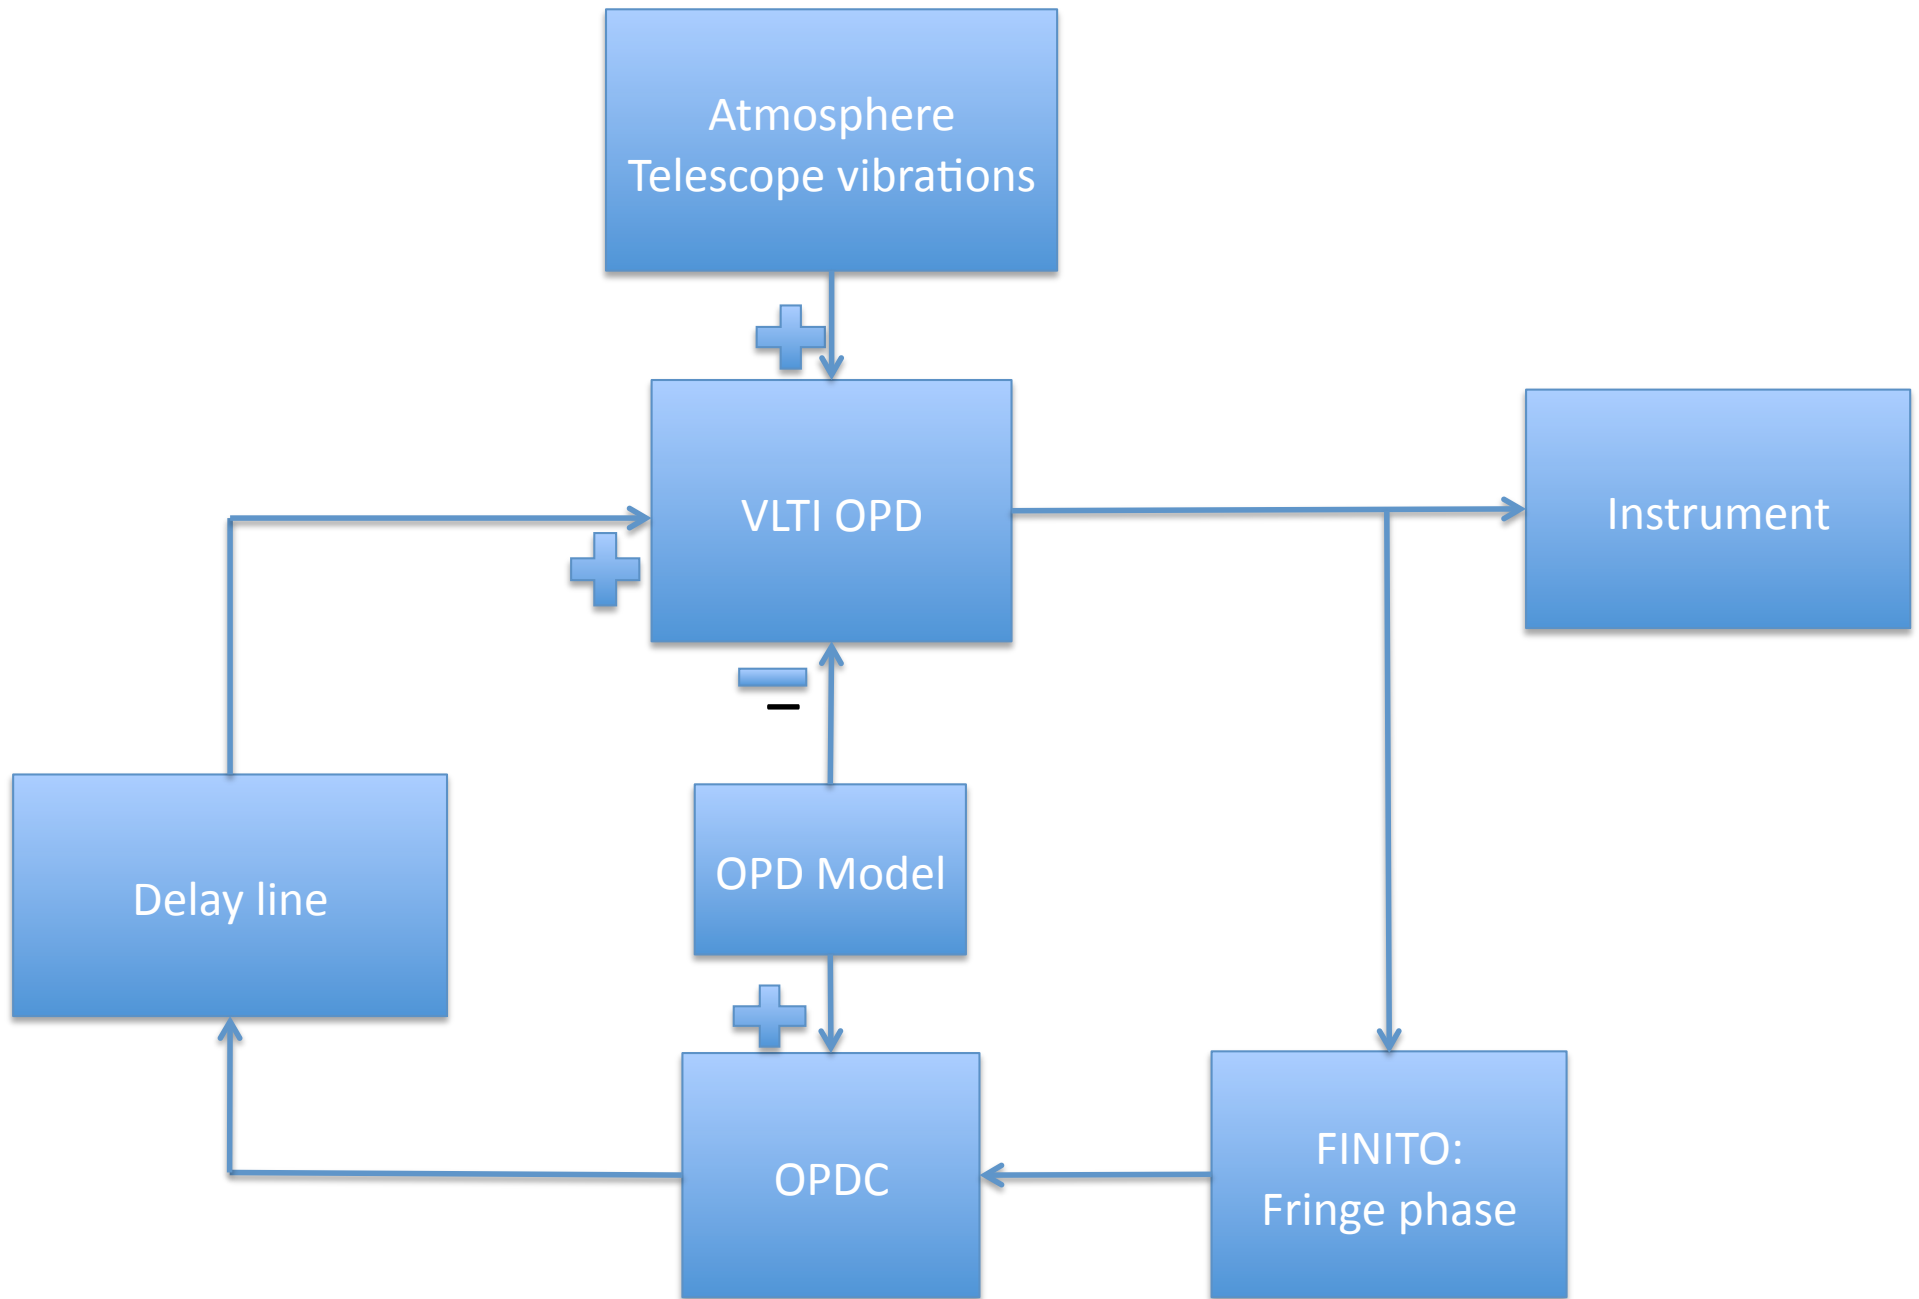 Atmosphere
Telescope vibrations
VLTI OPD
Instrument
OPD Model
Delay line
OPDC
FINITO:
Fringe phase